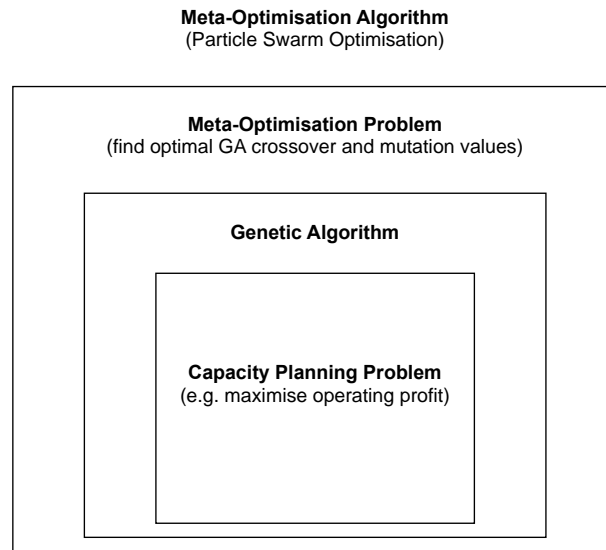 Meta-Optimisation Algorithm
(Particle Swarm Optimisation)
Meta-Optimisation Problem
(find optimal GA crossover and mutation values)
Genetic Algorithm
Capacity Planning Problem
(e.g. maximise operating profit)